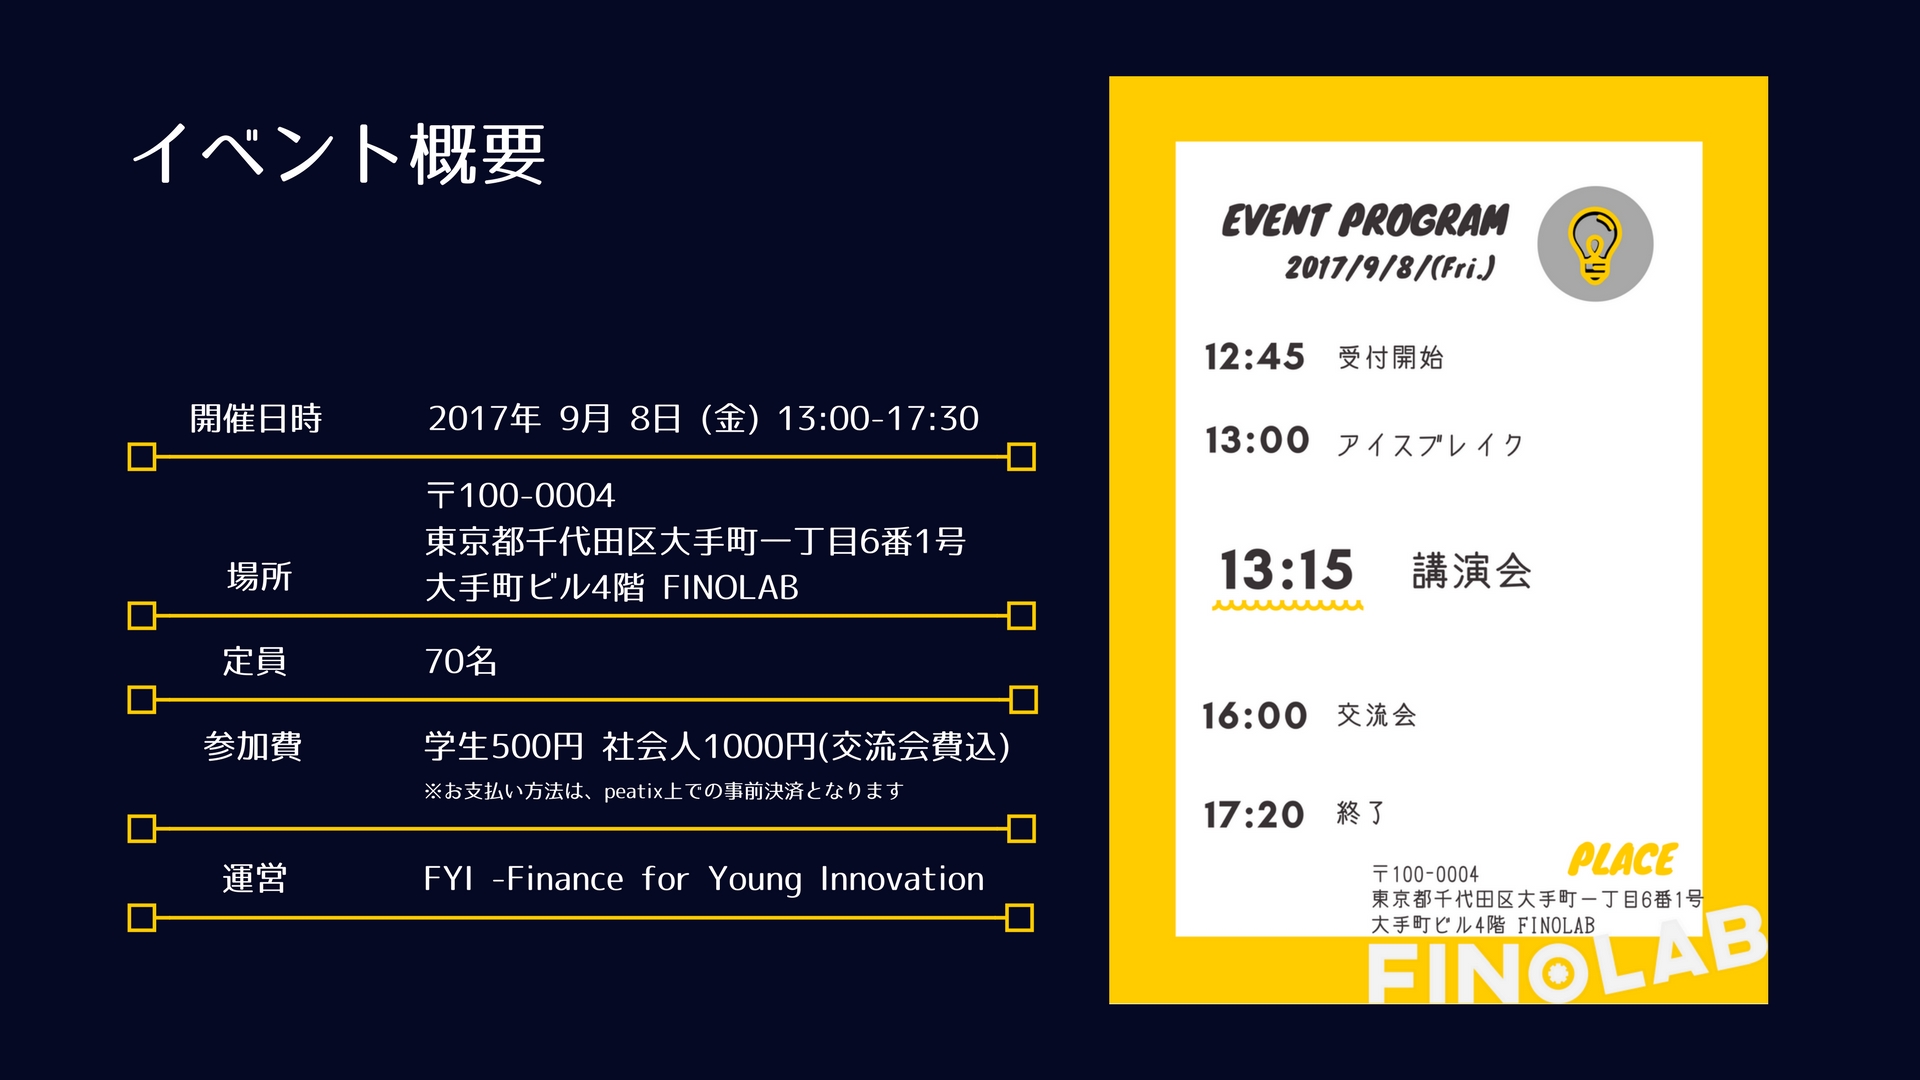 イベント概要
開催日時 2017年 9月 8日 (金) 13:00-17:30
〒100-0004
東京都千代田区大手町一丁目6番1号
場所
大手町ビル4階 FINOLAB
定員 70名
参加費 学生500円 社会人1000円(交流会費込)
※お支払い方法は、peatix上での事前決済となります
運営 FYI -Finance for Young Innovation
EVENT PROGRAM
2017/9/8/(Fri.)
12:45 受付開始
13:00 アイスブレイク
13:15 講演会
16:00 交流会
17:20 終了
PLACE
〒100-0004
東京都千代田区大手町一丁目6番1号
大手町ビル4階 FINOLAB
FINOLAB